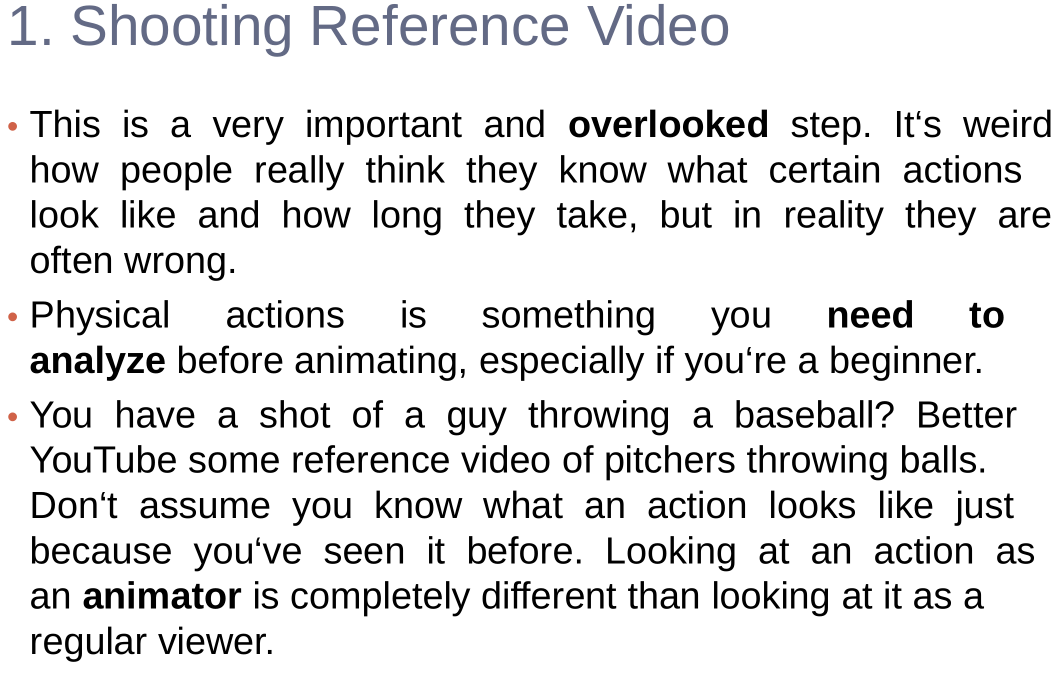 1. Shooting Reference Video
• This is a very important and overlooked step. It‘s weird
how people really think they know what certain actions
look like and how long they take, but in reality they are
often wrong.
• Physical actions is something you need to
analyze before animating, especially if you‘re a beginner.
• You have a shot of a guy throwing a baseball? Better
YouTube some reference video of pitchers throwing balls.
Don‘t assume you know what an action looks like just
because you‘ve seen it before. Looking at an action as
an animator is completely different than looking at it as a
regular viewer.